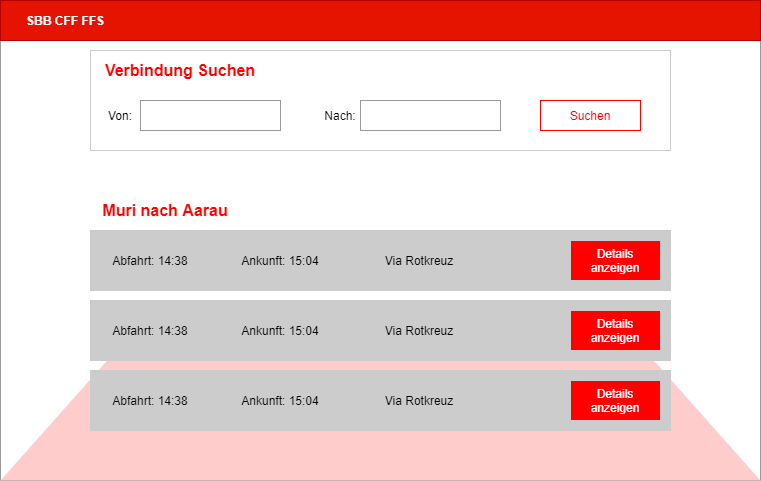 SBB CFF FFS
Verbindung Suchen
Von:
Nach:
Suchen
Muri nach Aarau
Abfahrt: 14:38 Ankunft: 15:04 Via Rotkreuz
Details
anzeigen
Abfahrt: 14:38 Ankunft: 15:04 Via Rotkreuz
Details
anzeigen
Abfahrt: 14:38 Ankunft: 15:04 Via Rotkreuz
Details
anzeigen